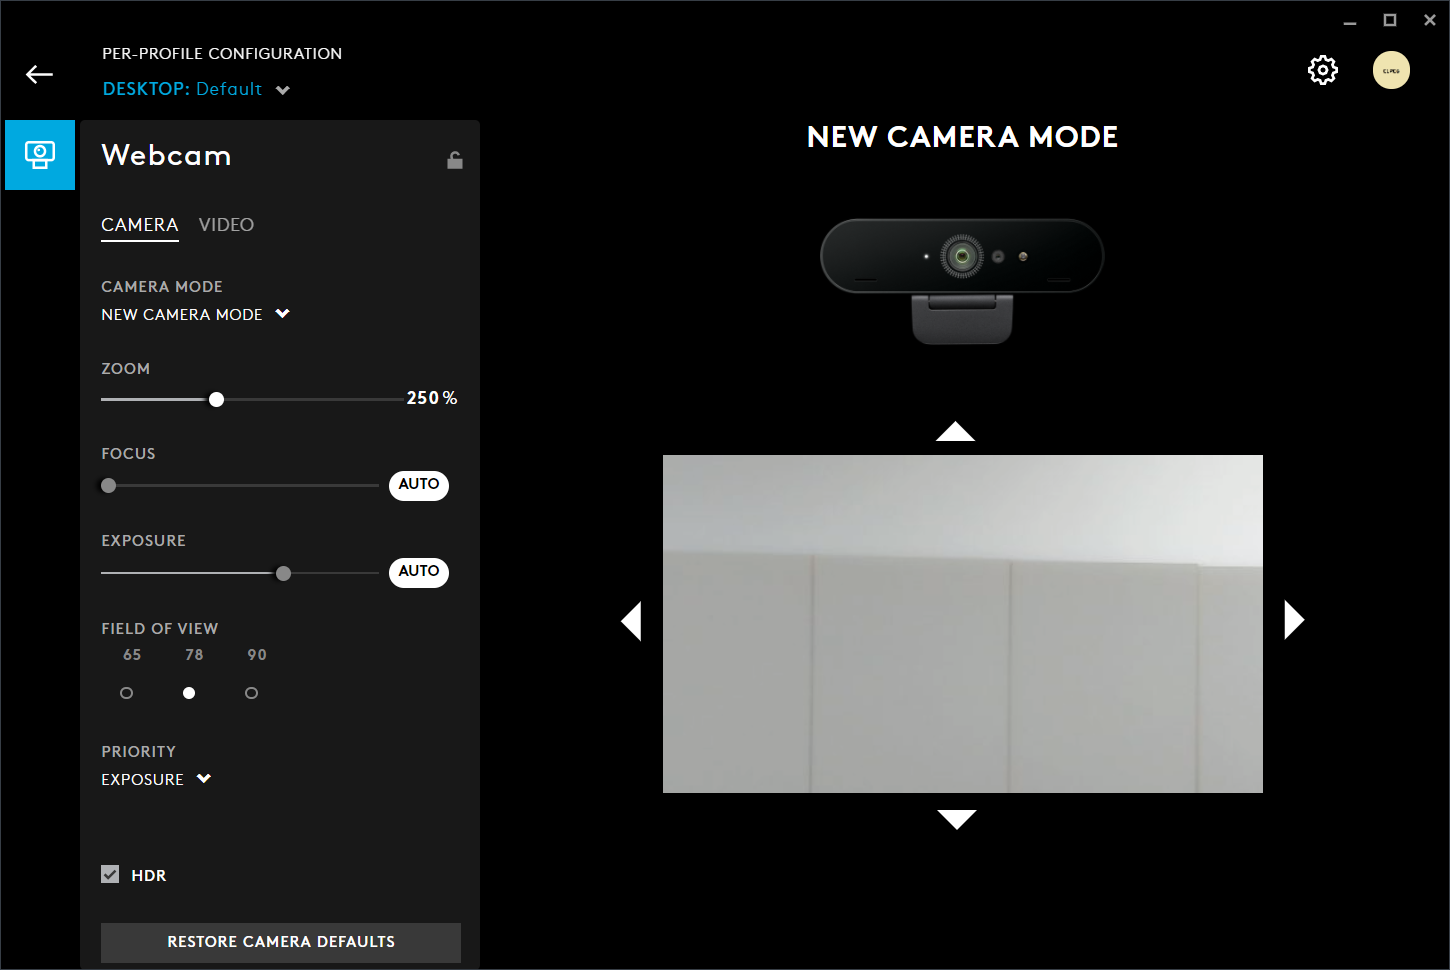 PER-PROFILE CONFIGURATION
DESKTOP: Default
Webcam
CAMERA VIDEO
CAMERA MODE
NEW CAMERA MODE
ZOOM
250 %
FOCUS
AUTO
EXPOSURE
AUTO
FIELD OF VIEW
65 78 90
PRIORITY
EXPOSURE
HDR
RESTORE CAMERA DEFAULTS
NEW CAMERA MODE